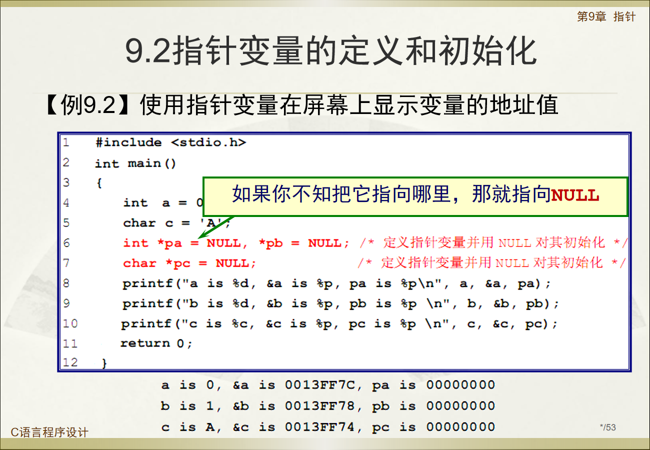 第9章 指针
9.2指针变量的定义和初始化
【例9.2】使用指针变量在屏幕上显示变量的地址值
1 #include <stdio.h>
2 int main()
3 {
如果你不知把它指向哪里，那就指向NULL
4 int a = 0
5 char c = 'A';
6 int *pa = NULL, *pb = NULL; /* 定义指针变量并用 NULL 对其初始化 */
7 char *pc = NULL; /* 定义指针变量并用 NULL 对其初始化 */
8 printf("a is %d, &a is %p, pa is %p\n", a, &a, pa);
9 printf("b is %d, &b is %p, pb is %p \n", b, &b, pb);
10 printf("c is %c, &c is %p, pc is %p \n", c, &c, pc);
11 return 0;
12 }
a is 0, &a is 0013FF7C, pa is 00000000
b is 1, &b is 0013FF78, pb is 00000000
c is A, &c is 0013FF74, pc is 00000000
C语言程序设计
*/53